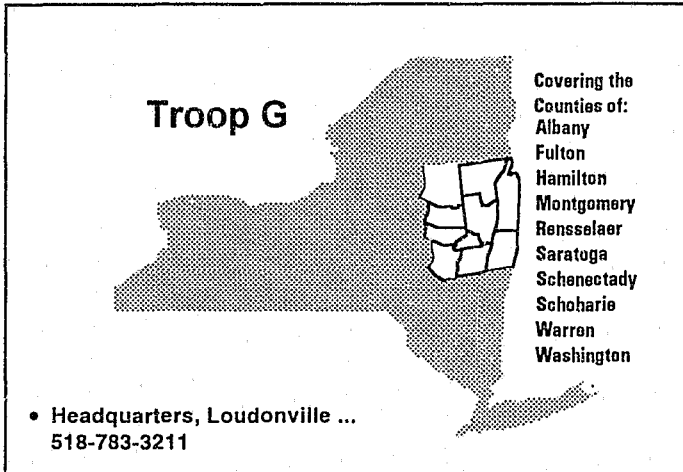 Troop G
Covering the
Counties of:
Albany
Fulton
Hamilton
Montgomery
Rensselaer
Saratoga
Schenectady
Schoharie
Warren
Washington
• Headquarters, Loudonville ...
518-783-3211